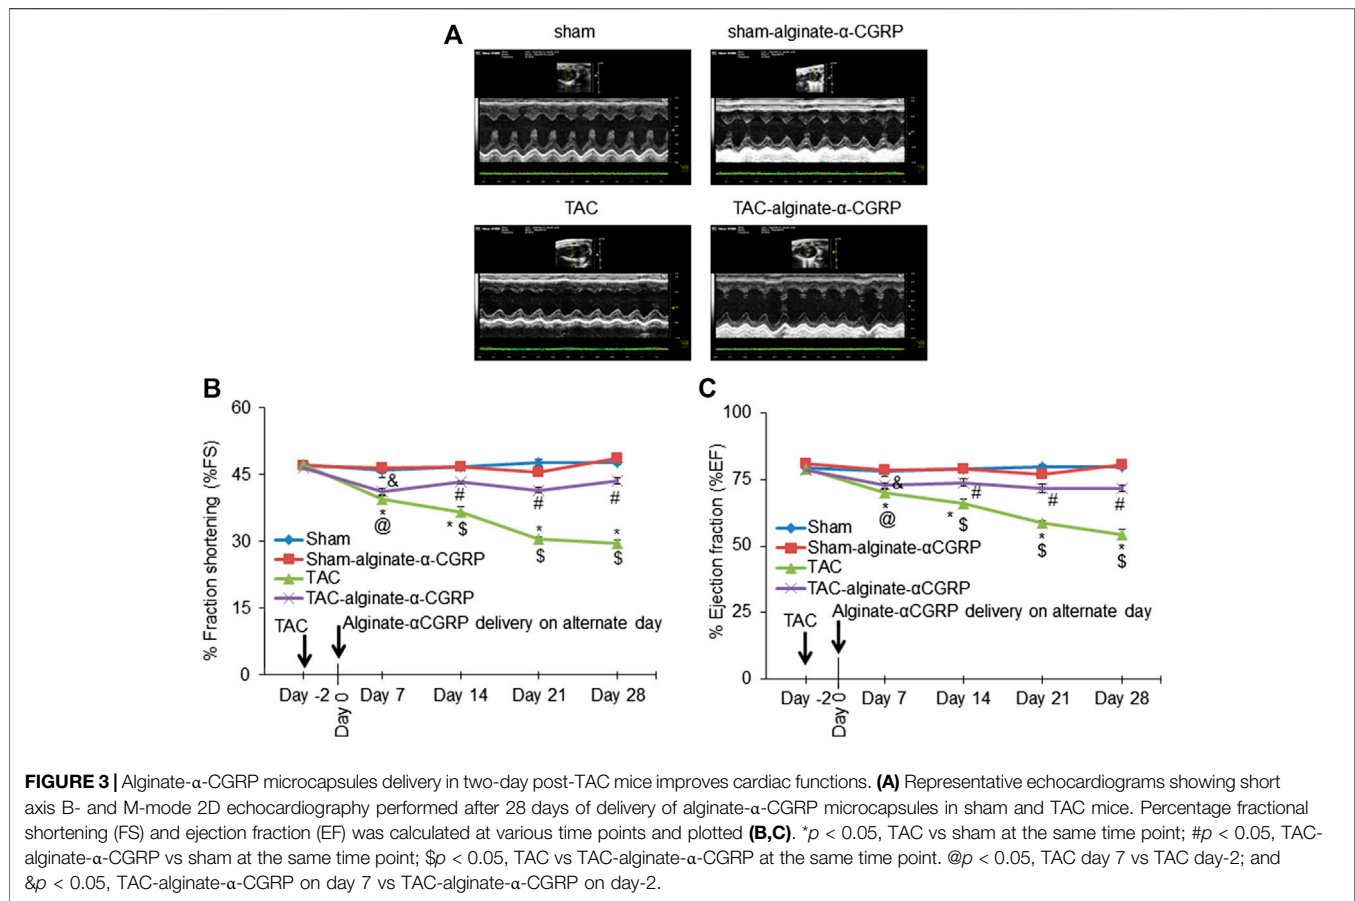 A
sham
sham-alginate-α-CGRP
TAC
TAC-alginate-α-CGRP
B
% Fraction shortening (%FS)
60
45
30
15
0
&
*
@
#
* $
#
*
$
#
*
$
Sham
Sham-alginate-α-CGRP
TAC
TAC-alginate-α-CGRP
TAC
Alginate-αCGRP delivery on alternate day
Day -2
Day 0
Day 7
Day 14
Day 21
Day 28
C
% Ejection fraction (%EF)
100
75
50
25
0
&
*
@
#
* $
#
*
$
#
*
$
Sham
Sham-alginate-αCGRP
TAC
TAC-alginate-α-CGRP
TAC
Alginate-αCGRP delivery on alternate day
Day -2
Day 0
Day 7
Day 14
Day 21
Day 28
FIGURE 3 | Alginate-α-CGRP microcapsules delivery in two-day post-TAC mice improves cardiac functions. (A) Representative echocardiograms showing short
axis B- and M-mode 2D echocardiography performed after 28 days of delivery of alginate-α-CGRP microcapsules in sham and TAC mice. Percentage fractional
shortening (FS) and ejection fraction (EF) was calculated at various time points and plotted (B,C). *p < 0.05, TAC vs sham at the same time point; #p < 0.05, TAC-
alginate-α-CGRP vs sham at the same time point; $p < 0.05, TAC vs TAC-alginate-α-CGRP at the same time point. @p < 0.05, TAC day 7 vs TAC day-2; and
&p < 0.05, TAC-alginate-α-CGRP on day 7 vs TAC-alginate-α-CGRP on day-2.